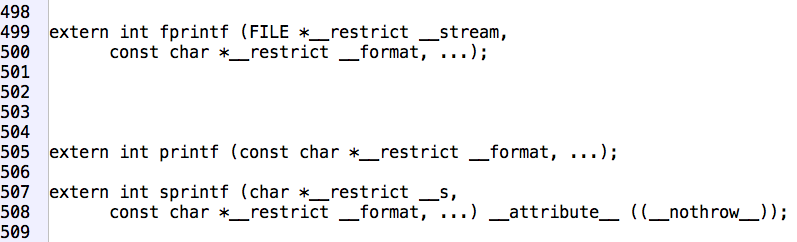 498
499 extern int fprintf (FILE *__restrict __stream,
500       const char *__restrict __format, ...);
501
502
503
504
505 extern int printf (const char *__restrict __format, ...);
506
507 extern int sprintf (char *__restrict __s,
508       const char *__restrict __format, ...) __attribute__ ((__nothrow__));
509